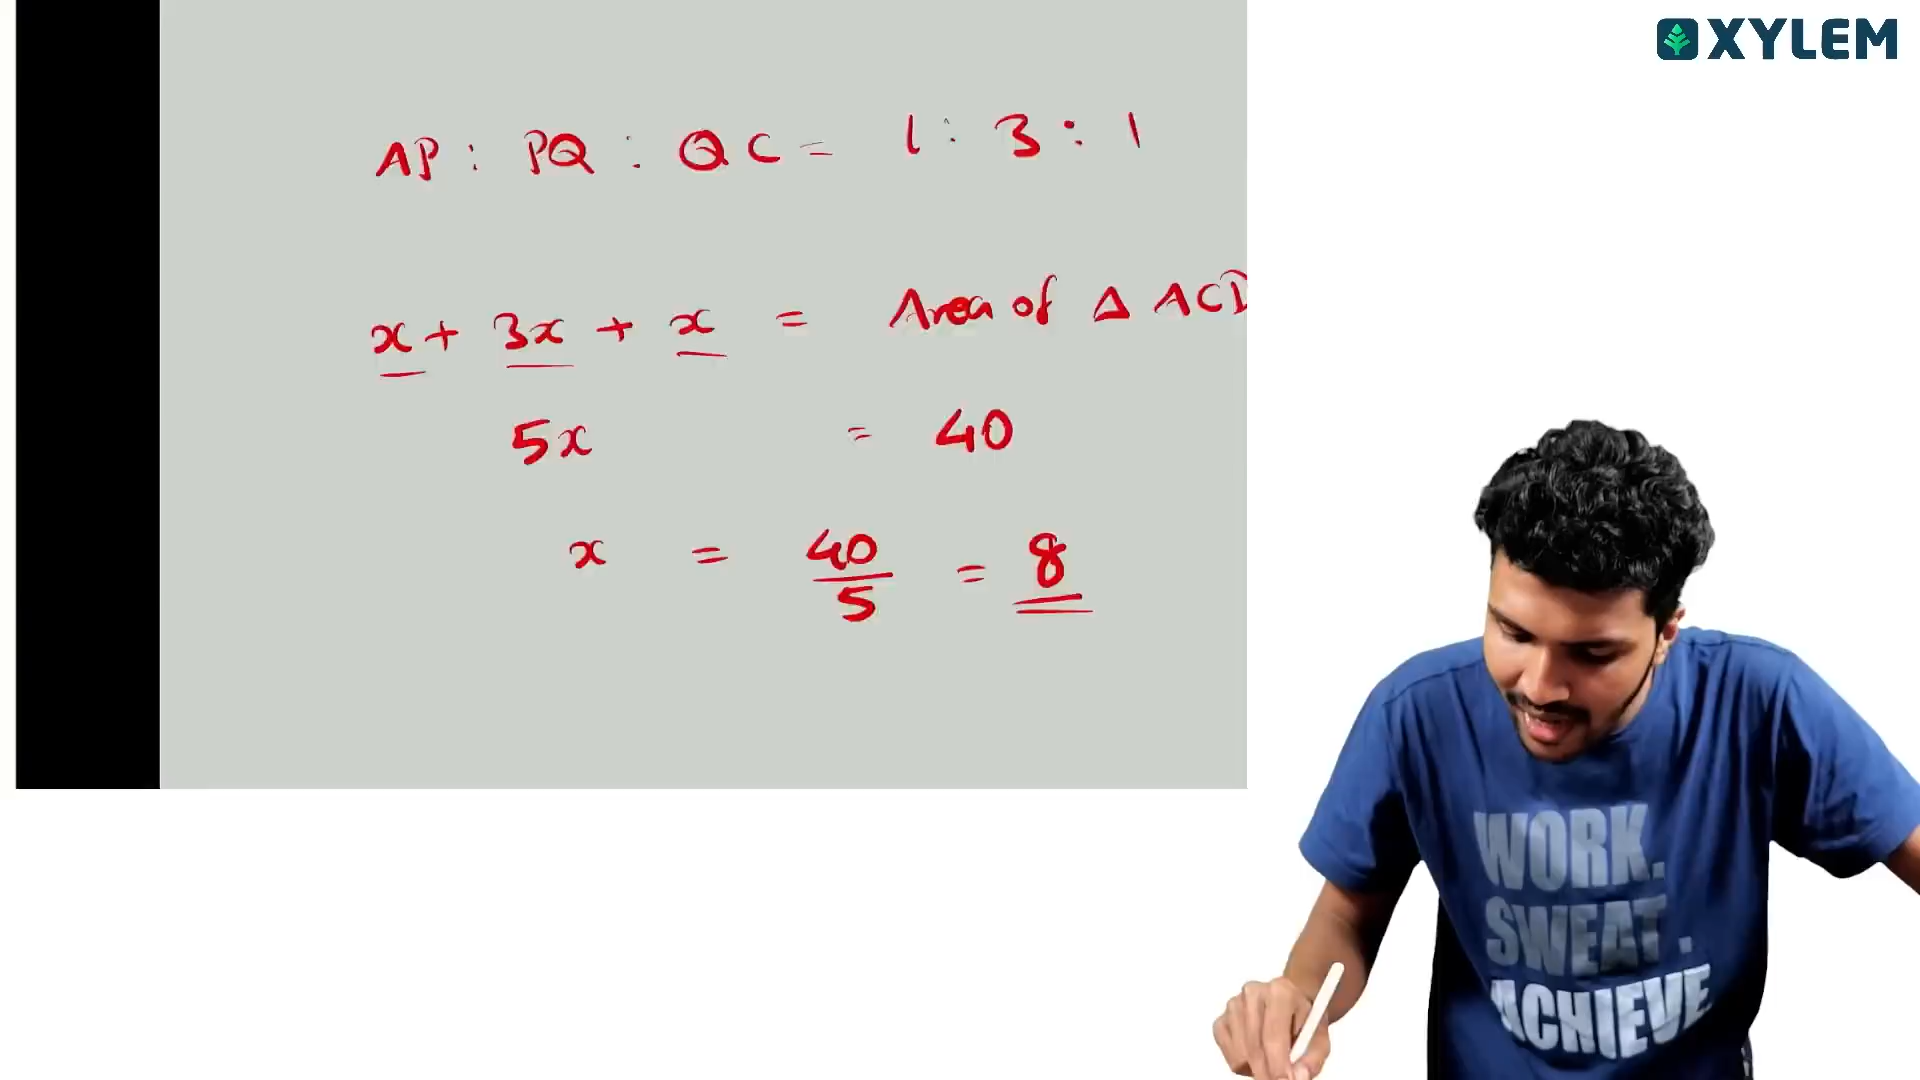 XYLEM
AP : PQ : QC = 1 : 3 : 1
x + 3x + x = Area of Δ ACD
5x = 40
x = 40/5 = 8
WORK.
SWEAT.
ACHIEVE